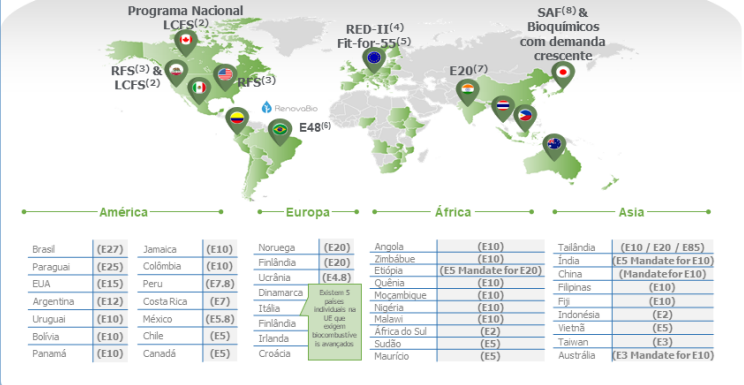 Programa Nacional
LCFS(2)
RFS(3) &
LCFS(2)
RFS(3)
RED-II(4)
Fit-for-55(5)
SAF(8) &
Bioquímicos
com demanda
crescente
E20(7)
RenovaBio
E48(6)
América
Brasil (E27)
Paraguai (E25)
EUA (E15)
Argentina (E12)
Uruguai (E10)
Bolívia (E10)
Panamá (E10)
Jamaica (E10)
Colômbia (E10)
Peru (E7.8)
Costa Rica (E7)
México (E5.8)
Chile (E5)
Canadá (E5)
Europa
Noruega (E20)
Finlândia (E20)
Ucrânia (E4.8)
Dinamarca
Itália
Finlândia
Irlanda
Croácia
Existem 5
países
individuais na
UE que
exigem
biocombustíve
is avançados
África
Angola (E10)
Zimbábue (E10)
Etiópia (E5 Mandate for E20)
Quênia (E10)
Moçambique (E10)
Nigéria (E10)
Malawi (E10)
África do Sul (E2)
Sudão (E5)
Maurício (E5)
Asia
Tailândia (E10 / E20 / E85)
Índia (E5 Mandate for E10)
China (Mandate for E10)
Filipinas (E10)
Fiji (E10)
Indonésia (E2)
Vietnã (E5)
Taiwan (E3)
Austrália (E3 Mandate for E10)